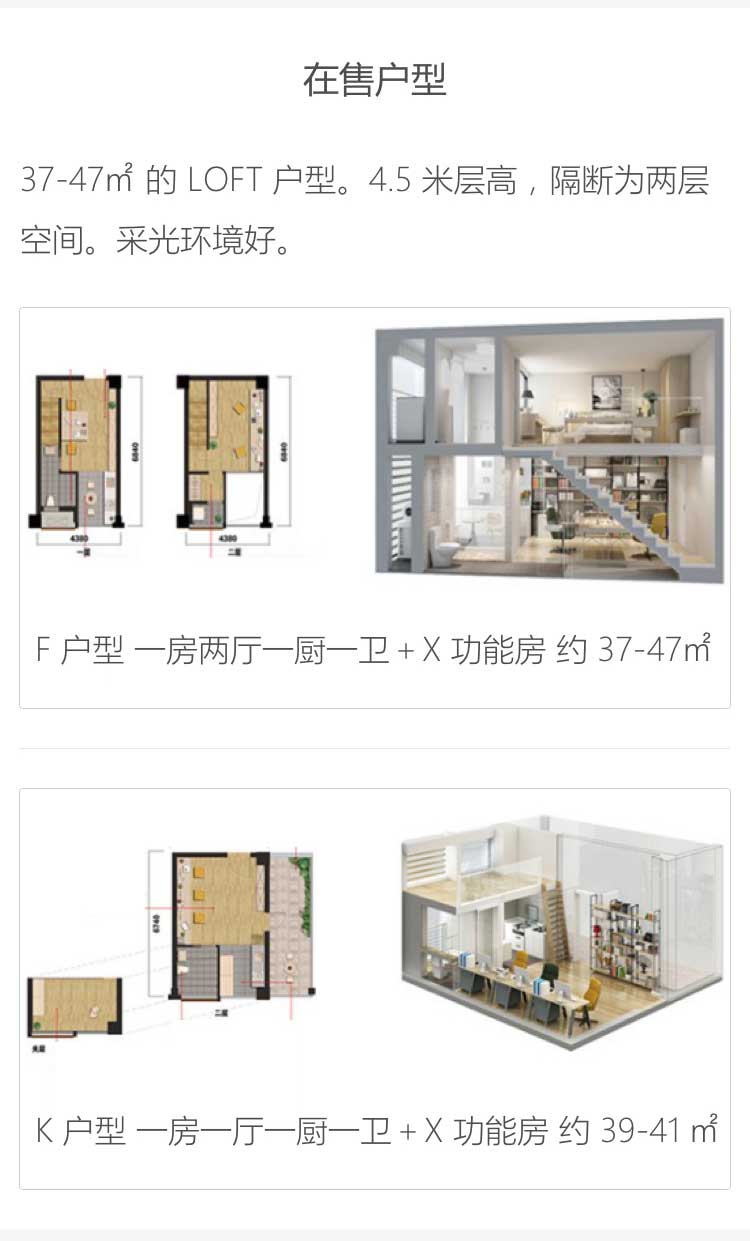 在售户型
37-47㎡ 的 LOFT 户型。4.5 米层高，隔断为两层
空间。采光环境好。
6840
6840
4380
4380
一层
二层
F 户型 一房两厅一厨一卫 + X 功能房 约 37-47㎡
6740
二层
夹层
K 户型 一房一厅一厨一卫 + X 功能房 约 39-41 ㎡